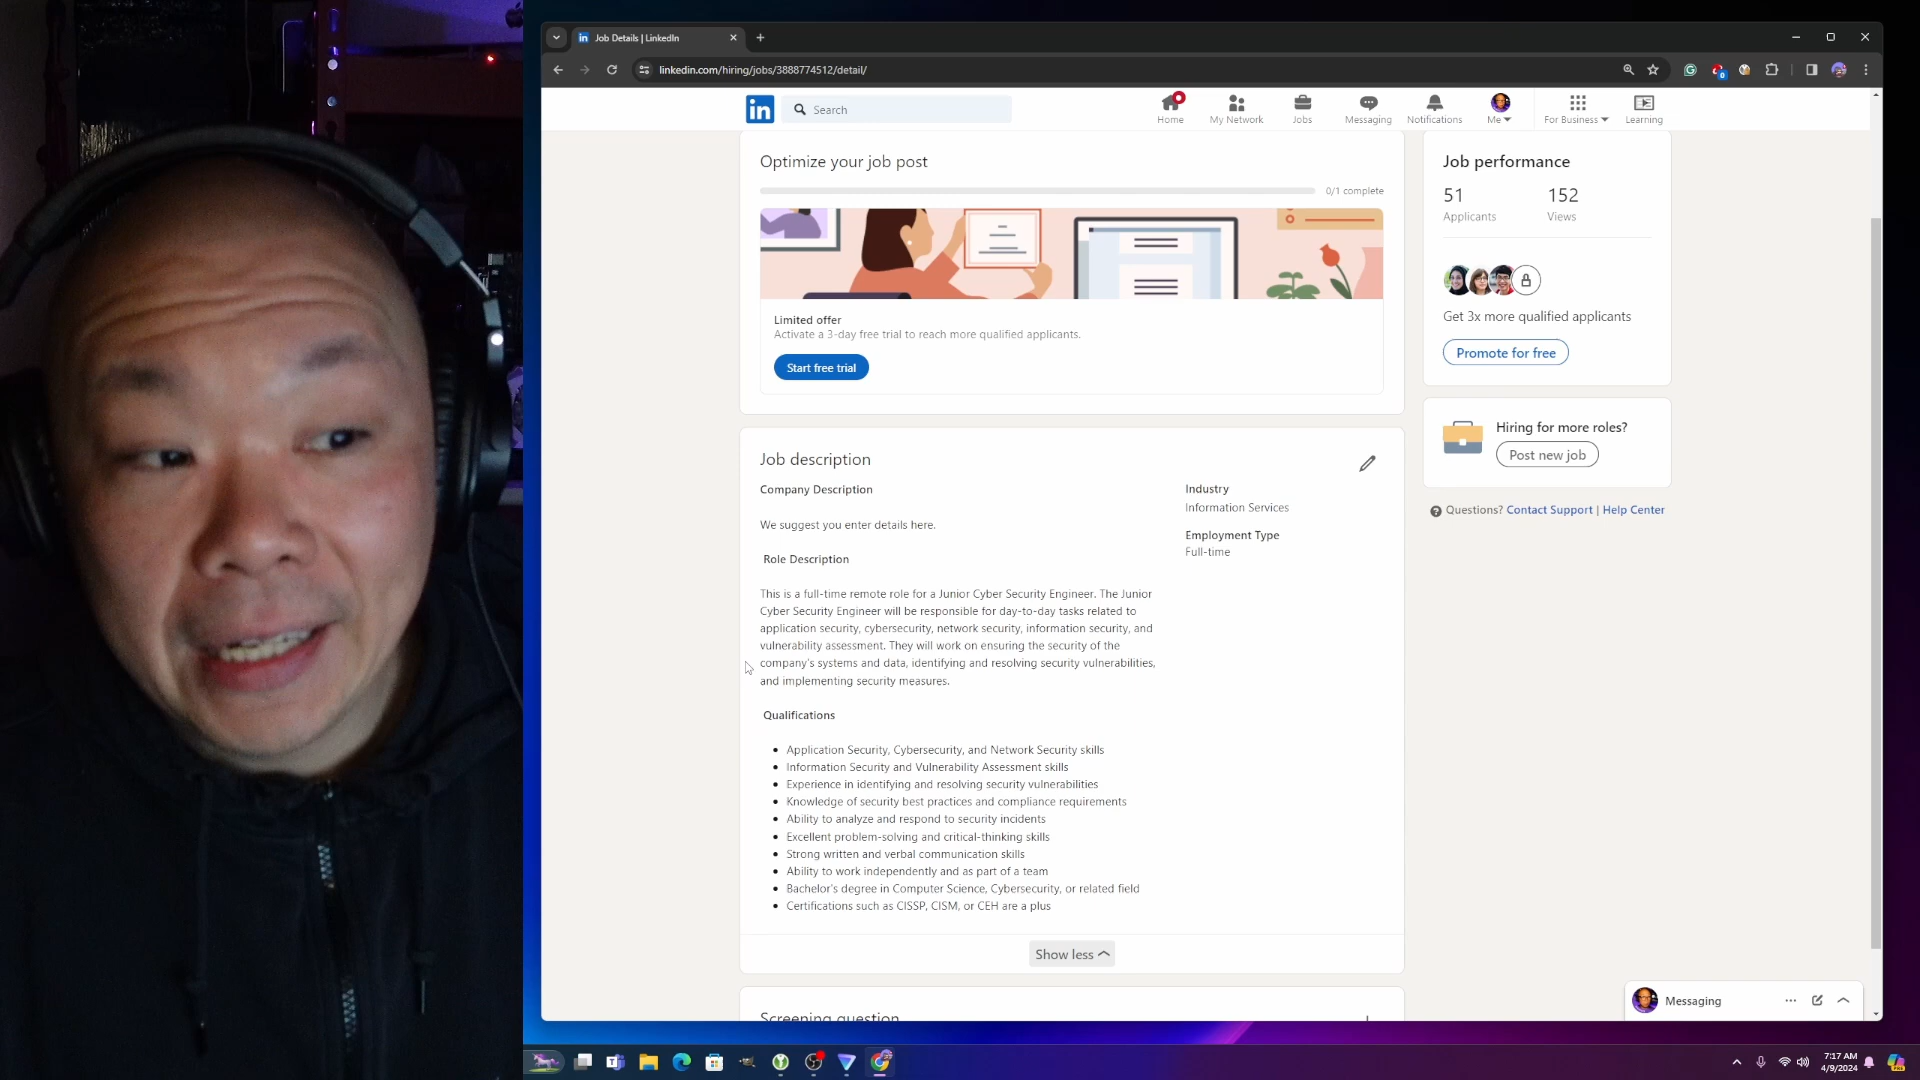 Job Details | LinkedIn
linkedin.com/hiring/jobs/3888774512/detail/
in
Search
Home
My Network
Jobs
Messaging
Notifications
Me
For Business
Learning
Optimize your job post
0/1 complete
Limited offer
Activate a 3-day free trial to reach more qualified applicants.
Start free trial
Job performance
51
152
Applicants
Views
Get 3x more qualified applicants
Promote for free
Hiring for more roles?
Post new job
Questions? Contact Support | Help Center
Job description
Company Description
We suggest you enter details here.
Industry
Information Services
Employment Type
Full-time
Role Description
This is a full-time remote role for a Junior Cyber Security Engineer. The Junior
Cyber Security Engineer will be responsible for day-to-day tasks related to
application security, cybersecurity, network security, information security, and
vulnerability assessment. They will work on ensuring the security of the
company's systems and data, identifying and resolving security vulnerabilities,
and implementing security measures.
Qualifications
Application Security, Cybersecurity, and Network Security skills
Information Security and Vulnerability Assessment skills
Experience in identifying and resolving security vulnerabilities
Knowledge of security best practices and compliance requirements
Ability to analyze and respond to security incidents
Excellent problem-solving and critical-thinking skills
Strong written and verbal communication skills
Ability to work independently and as part of a team
Bachelor's degree in Computer Science, Cybersecurity, or related field
Certifications such as CISSP, CISM, or CEH are a plus
Show less
Screening question
Messaging
7:17 AM
4/9/2024